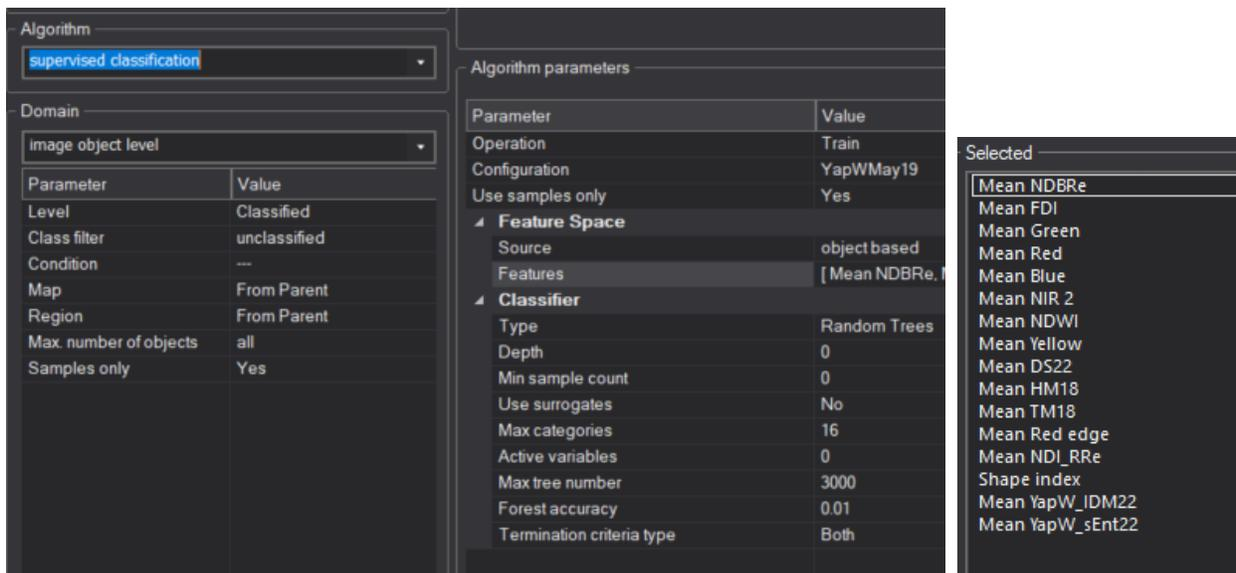 Algorithm
supervised classification
Domain
image object level
Parameter Value
Level Classified
Class filter unclassified
Condition ---
Map From Parent
Region From Parent
Max. number of objects all
Samples only Yes
Algorithm parameters
Parameter Value
Operation Train
Configuration YapWMay19
Use samples only Yes
Feature Space
Source object based
Features [ Mean NDBRe,
Classifier
Type Random Trees
Depth 0
Min sample count 0
Use surrogates No
Max categories 16
Active variables 0
Max tree number 3000
Forest accuracy 0.01
Termination criteria type Both
Selected
Mean NDBRe
Mean FDI
Mean Green
Mean Red
Mean Blue
Mean NIR 2
Mean NDWI
Mean Yellow
Mean DS22
Mean HM18
Mean TM18
Mean Red edge
Mean NDI_RRe
Shape index
Mean YapW_IDM22
Mean YapW_sEnt22